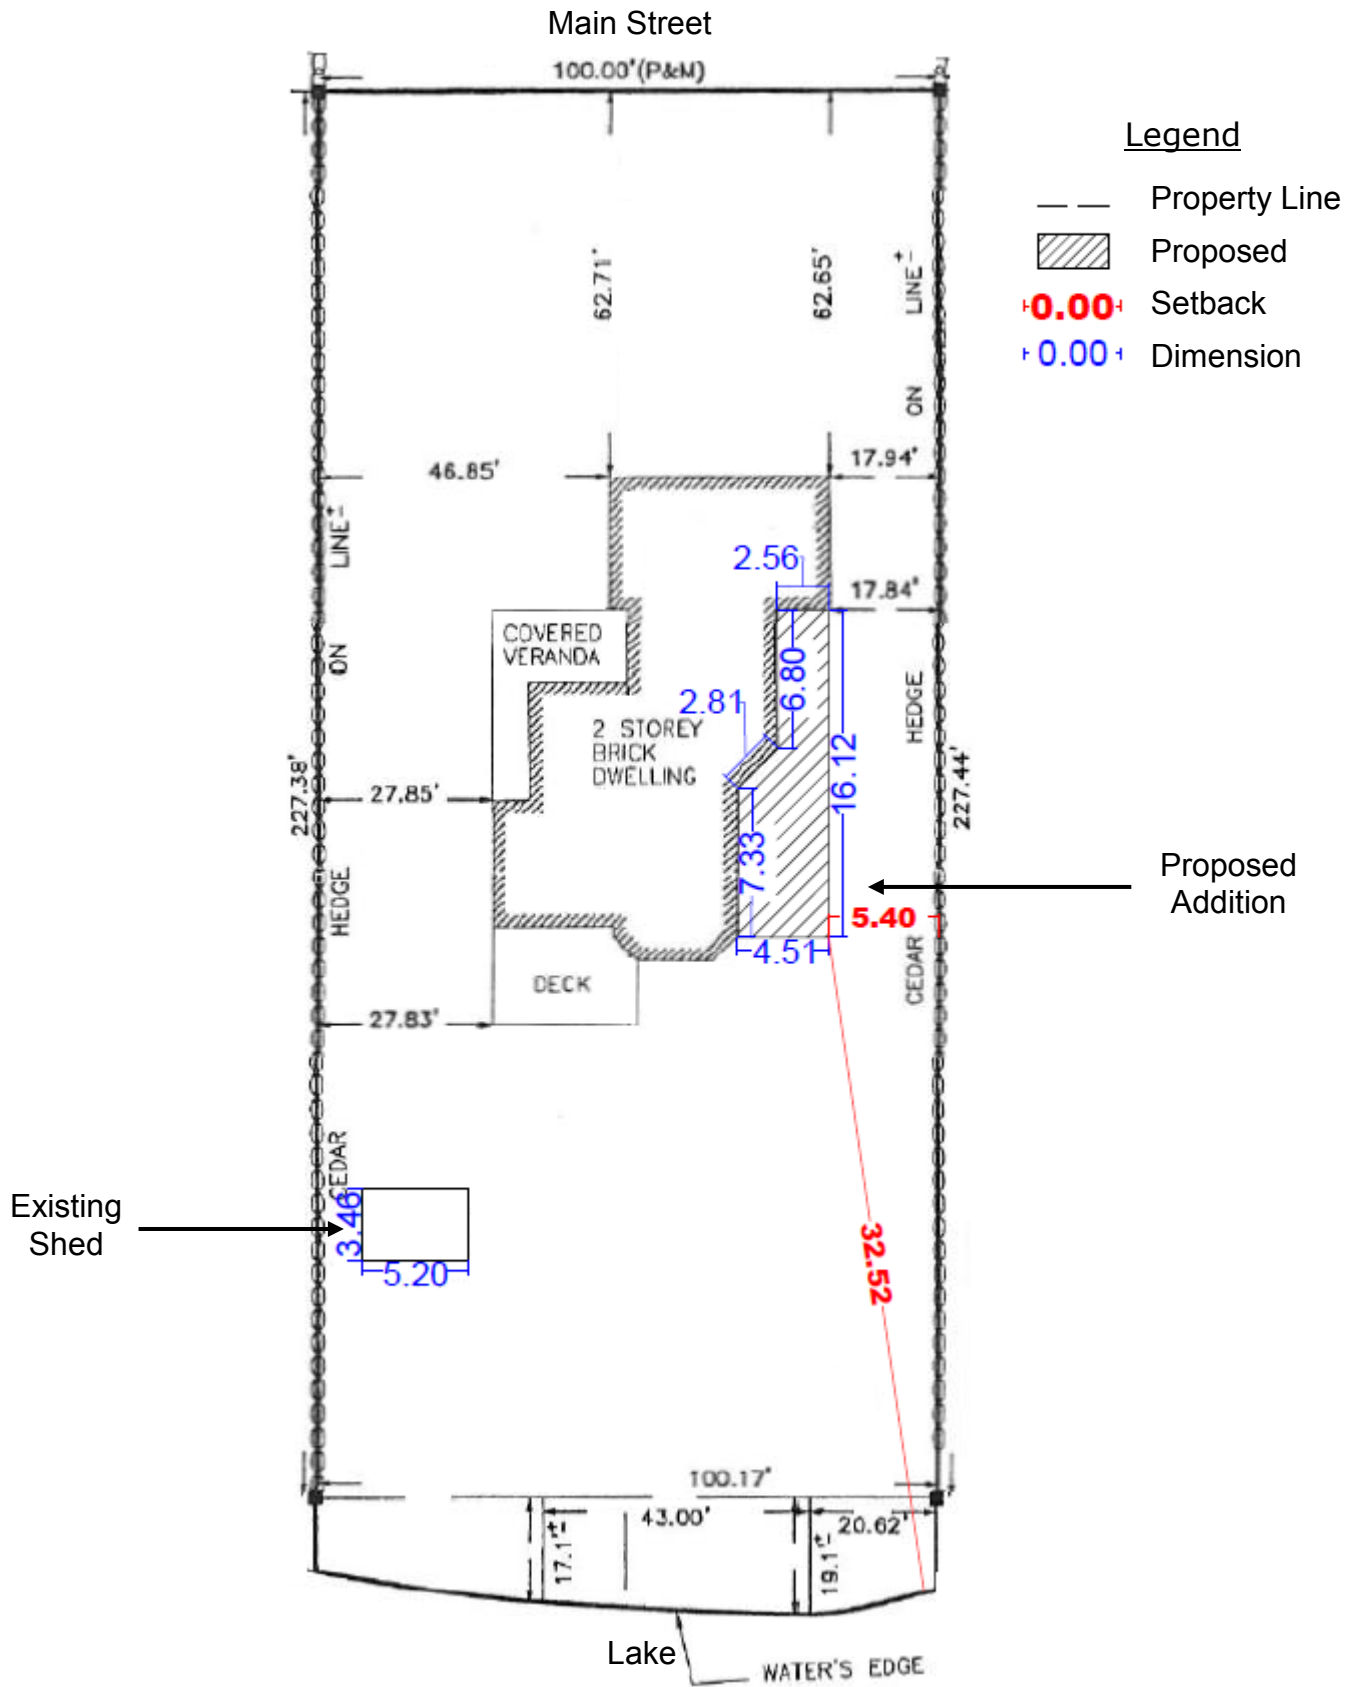 Main Street
100.00'(P&M)
Legend
Property Line
Proposed
0.00
Setback
0.00
Dimension
62.71'
62.65'
LINE±
ON
46.85'
17.94'
LINE±
ON
2.56
17.84'
COVERED
VERANDA
6.80
2.81
HEDGE
2 STOREY
BRICK
DWELLING
16.12
227.38'
27.85'
227.44'
7.33
HEDGE
Proposed
Addition
5.40
4.51
CEDAR
DECK
27.83'
CEDAR
Existing
Shed
3.46
5.20
32.52
100.17'
43.00'
20.62'
17.1'±
19.1'±
Lake
WATER'S EDGE